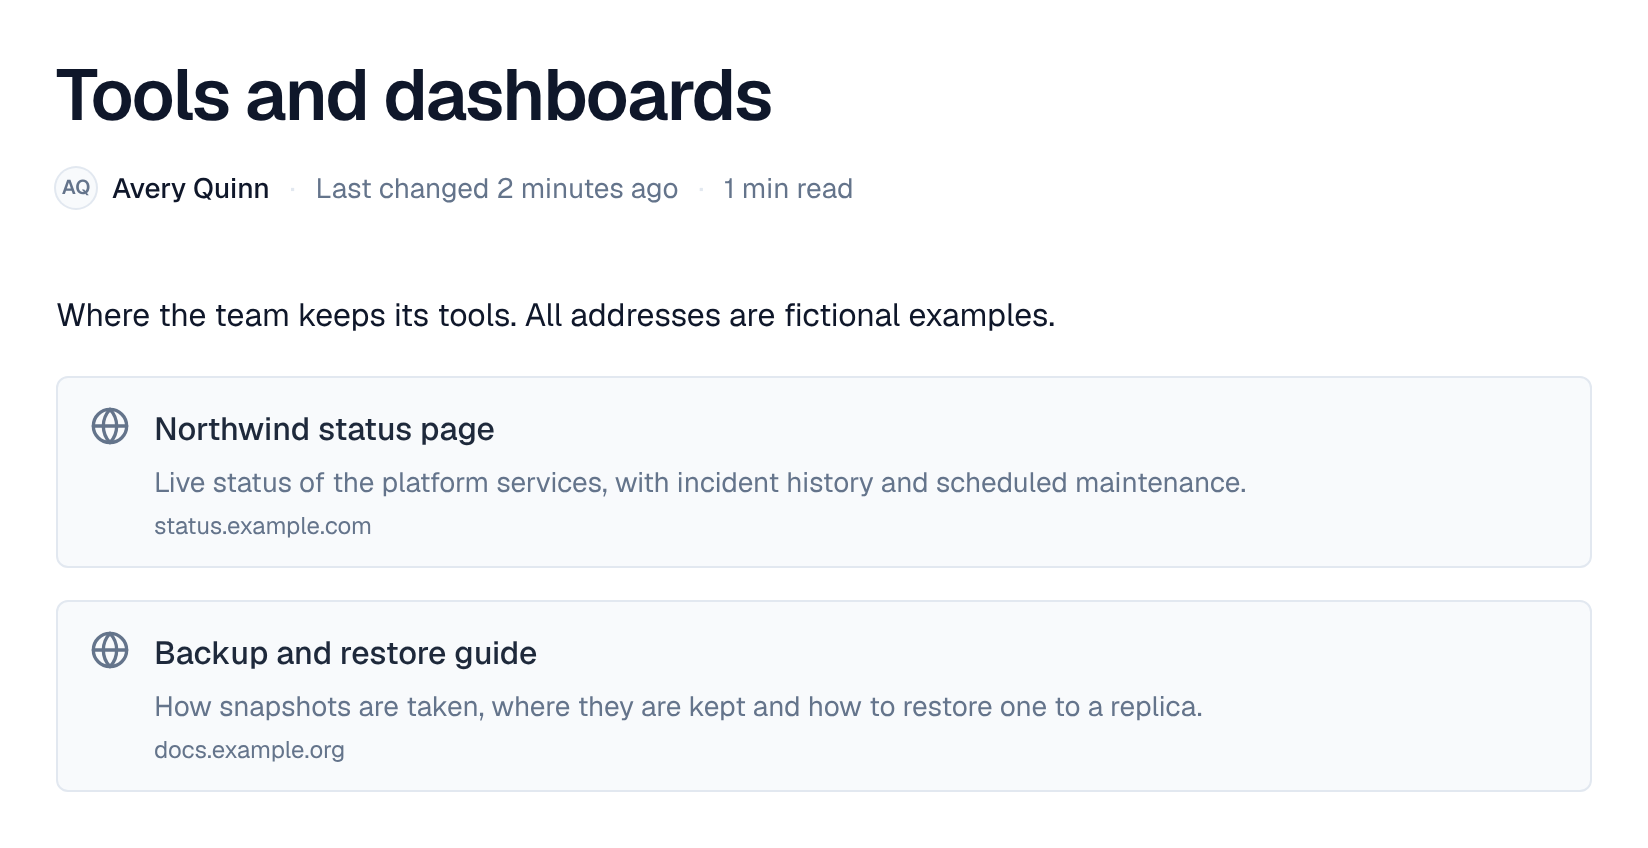 Tools and dashboards
AQ Avery Quinn · Last changed 2 minutes ago · 1 min read
Where the team keeps its tools. All addresses are fictional examples.
Northwind status page
Live status of the platform services, with incident history and scheduled maintenance.
status.example.com
Backup and restore guide
How snapshots are taken, where they are kept and how to restore one to a replica.
docs.example.org